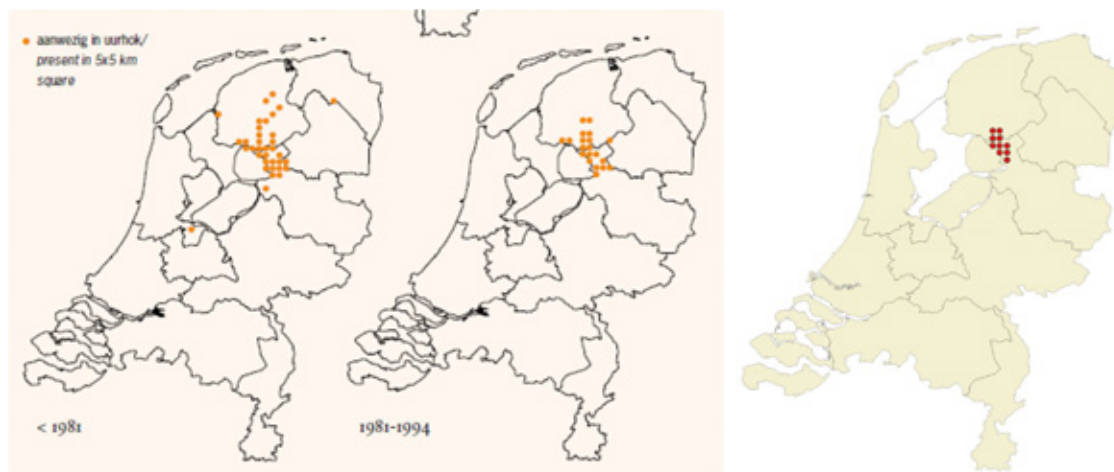 aanwezig in uurhok/
present in 5x5 km
square
< 1981
1981-1994